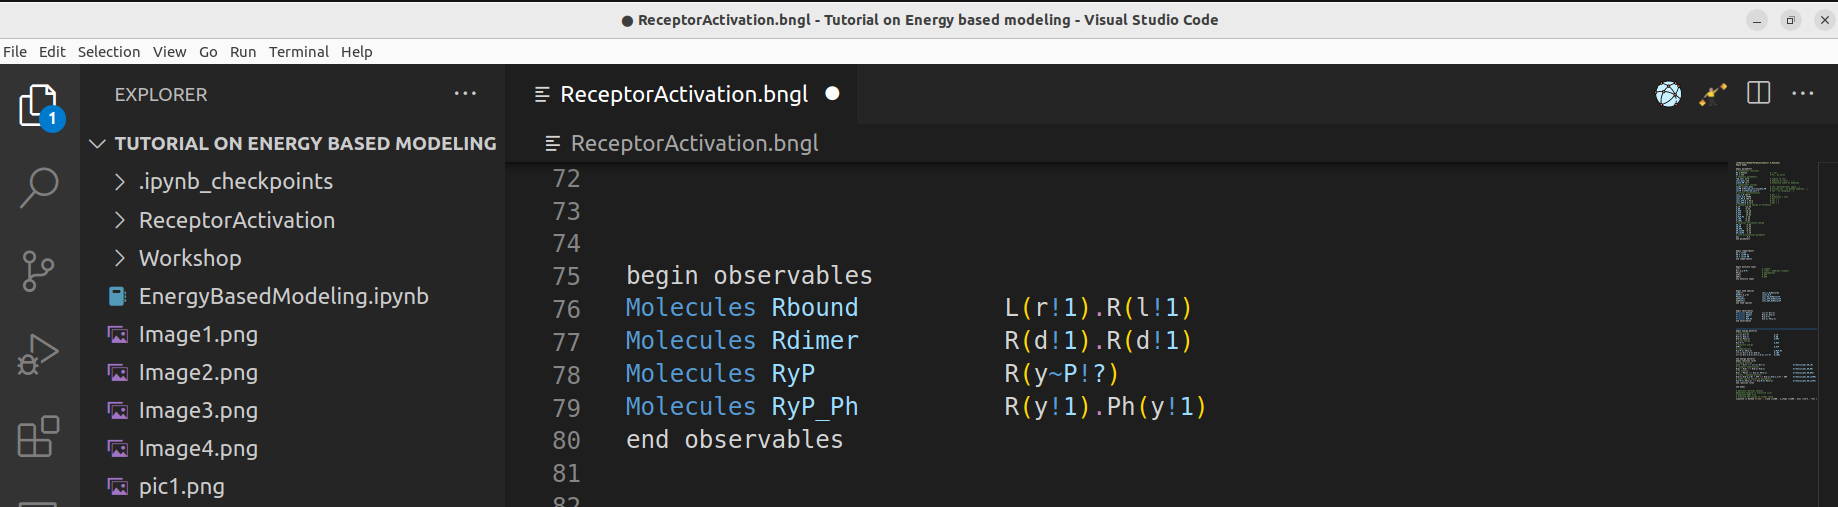 ● ReceptorActivation.bngl - Tutorial on Energy based modeling - Visual Studio Code
File Edit Selection View Go Run Terminal Help
1
EXPLORER
TUTORIAL ON ENERGY BASED MODELING
.ipynb_checkpoints
ReceptorActivation
Workshop
EnergyBasedModeling.ipynb
Image1.png
Image2.png
Image3.png
Image4.png
pic1.png
ReceptorActivation.bngl
ReceptorActivation.bngl
72
73
74
75 begin observables
76 Molecules Rbound L(r!1).R(l!1)
77 Molecules Rdimer R(d!1).R(d!1)
78 Molecules RyP R(y~P!?)
79 Molecules RyP_Ph R(y!1).Ph(y!1)
80 end observables
81
82